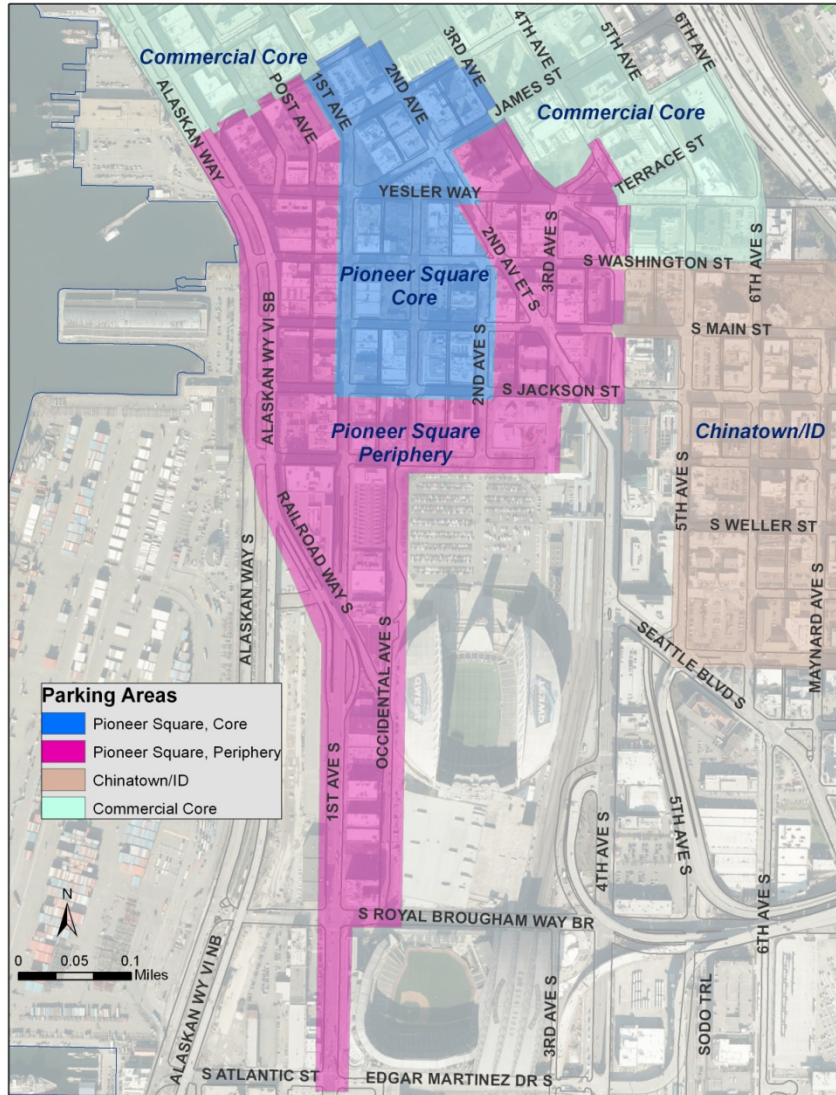 Commercial Core
3RD AVE
4TH AVE
5TH AVE
6TH AVE
2ND AVE
1ST AVE
POST AVE
ALASKAN WAY
JAMES ST
Commercial Core
TERRACE ST
YESLER WAY
2ND AV ET S
3RD AVE S
S WASHINGTON ST
6TH AVE S
Pioneer Square
Core
ALASKAN WY VI SB
S MAIN ST
2ND AVE S
S JACKSON ST
Pioneer Square
Periphery
Chinatown/ID
5TH AVE S
S WELLER ST
RAILROAD WAY S
ALASKAN WAY S
MAYNARD AVE S
SEATTLE BLVD S
OCCIDENTAL AVE S
1ST AVE S
Parking Areas
Pioneer Square, Core
Pioneer Square, Periphery
Chinatown/ID
Commercial Core
4TH AVE S
5TH AVE S
6TH AVE S
S ROYAL BROUGHAM WAY BR
N
0 0.05 0.1
Miles
ALASKAN WY VI NB
3RD AVE S
SODO TRL
S ATLANTIC ST
EDGAR MARTINEZ DR S